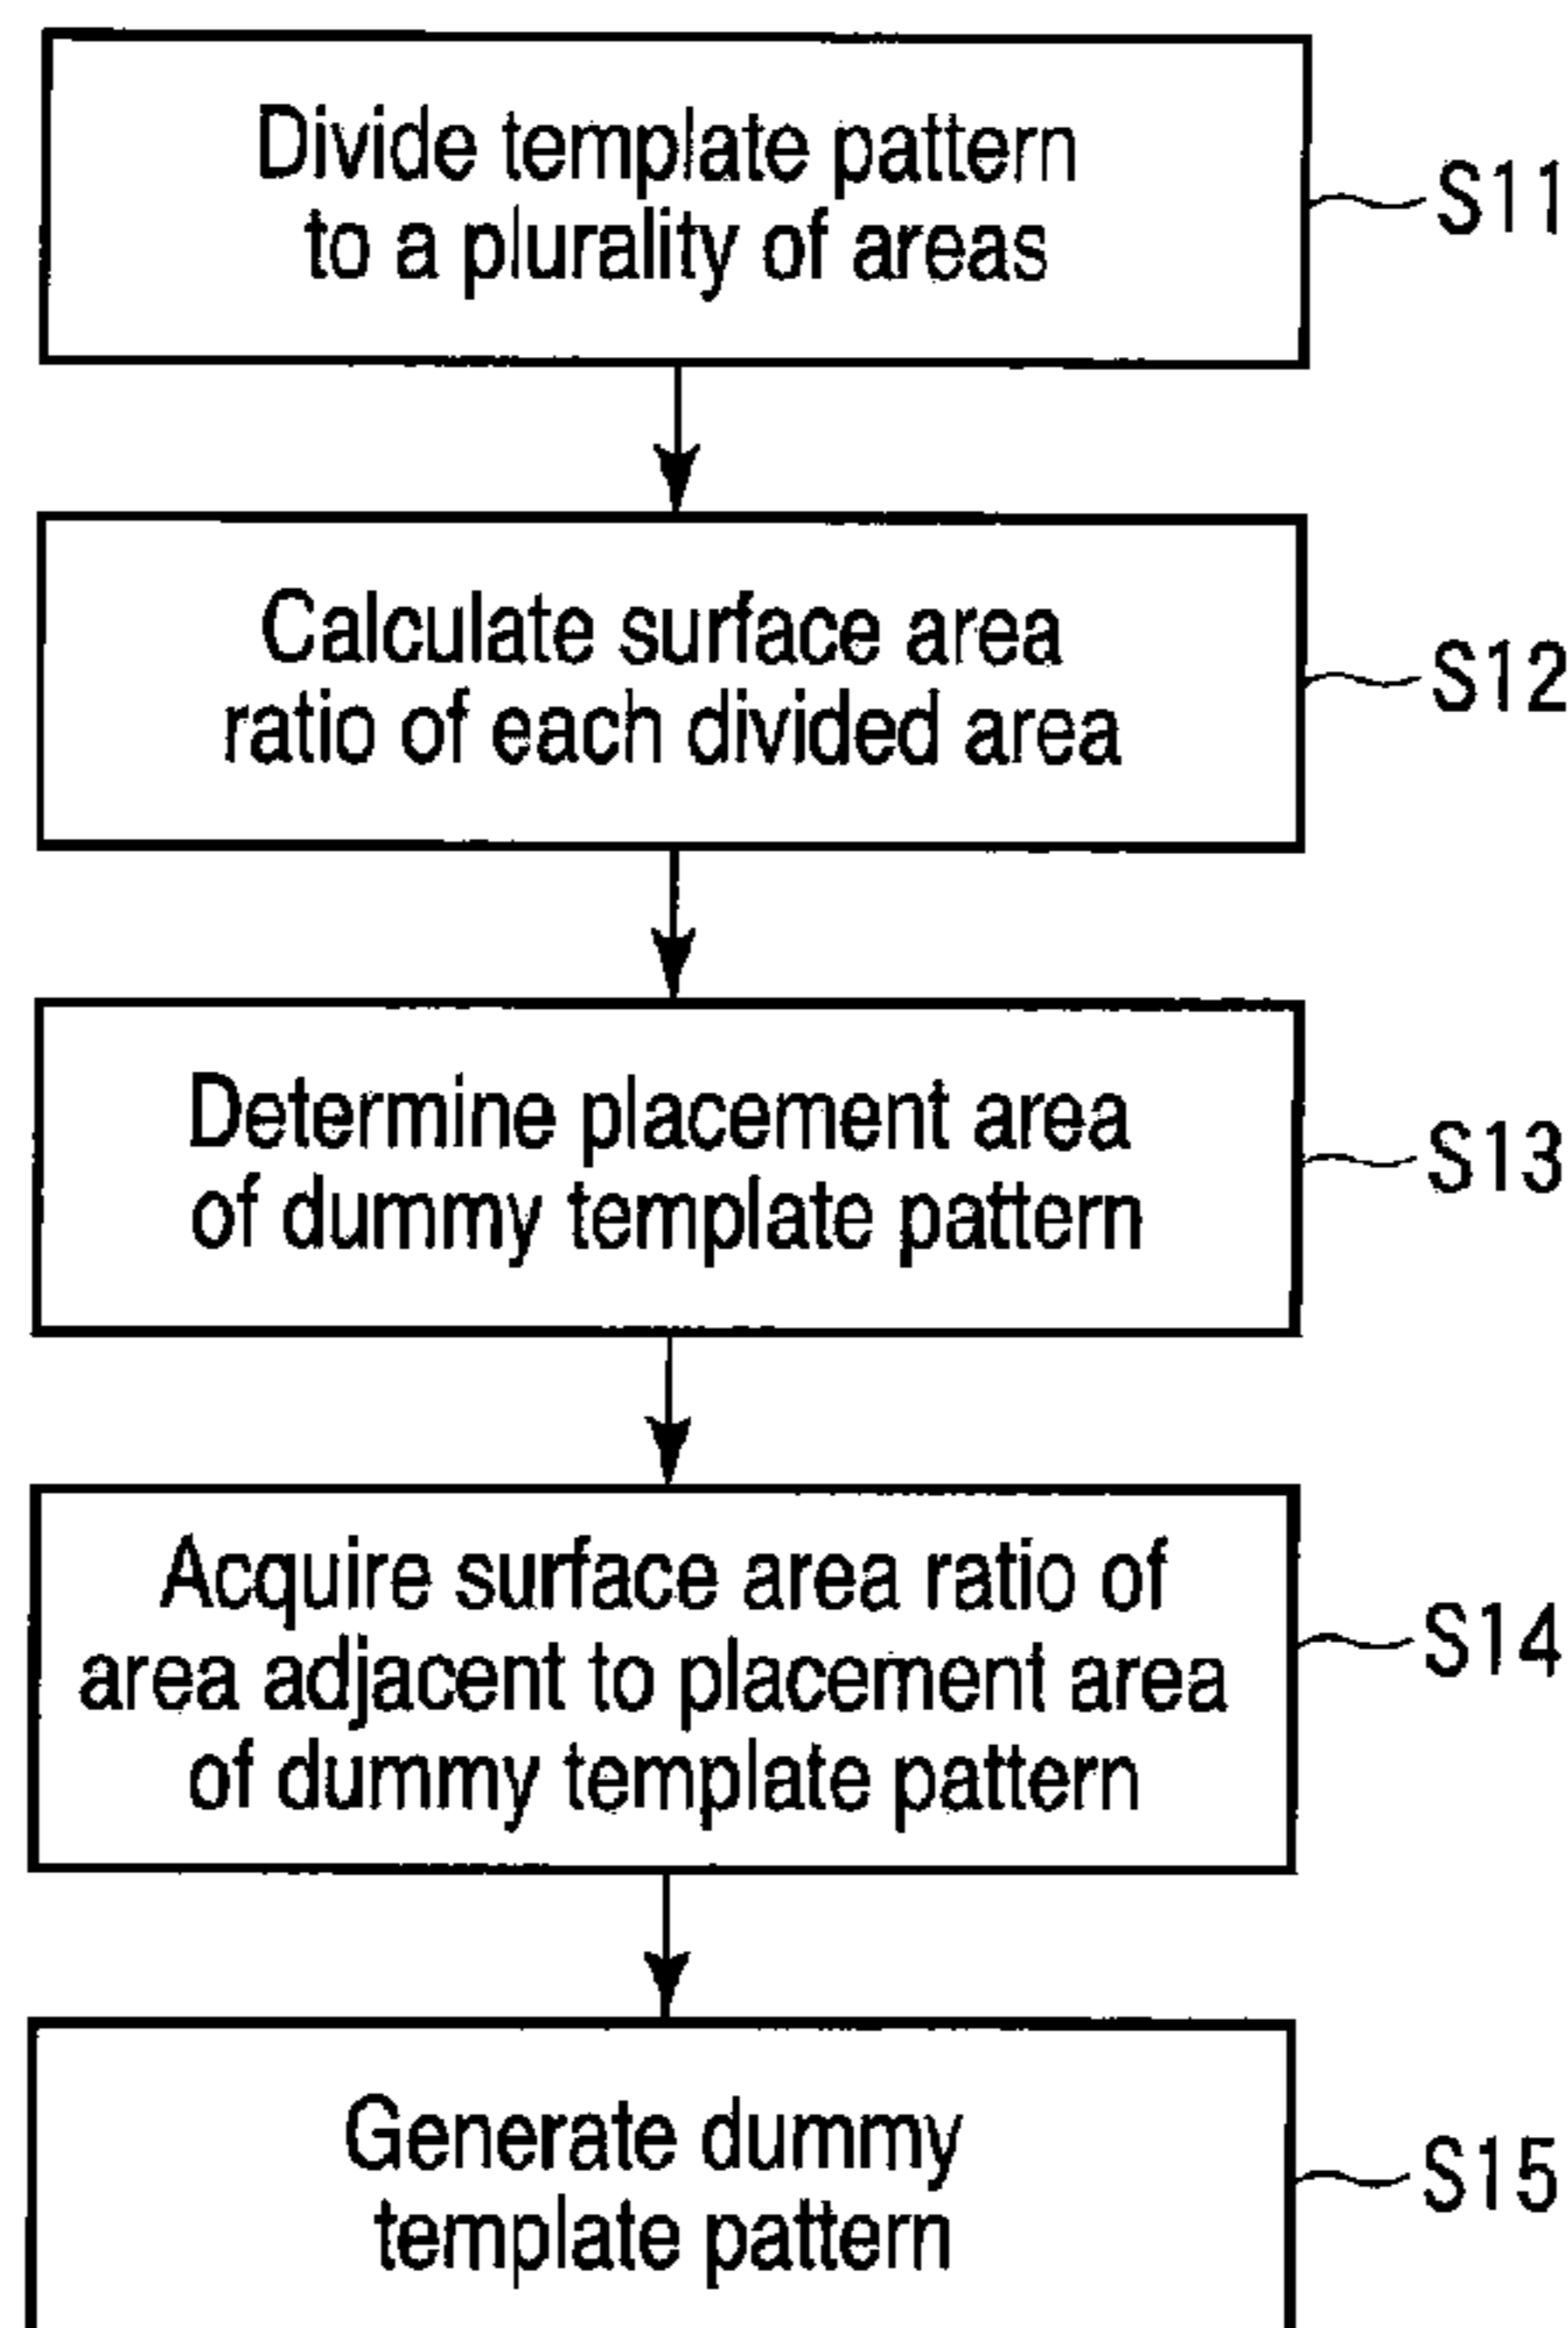 Divide template pattern
to a plurality of areas
S11
Calculate surface area
ratio of each divided area
S12
Determine placement area
of dummy template pattern
S13
Acquire surface area ratio of
area adjacent to placement area
of dummy template pattern
S14
Generate dummy
template pattern
S15